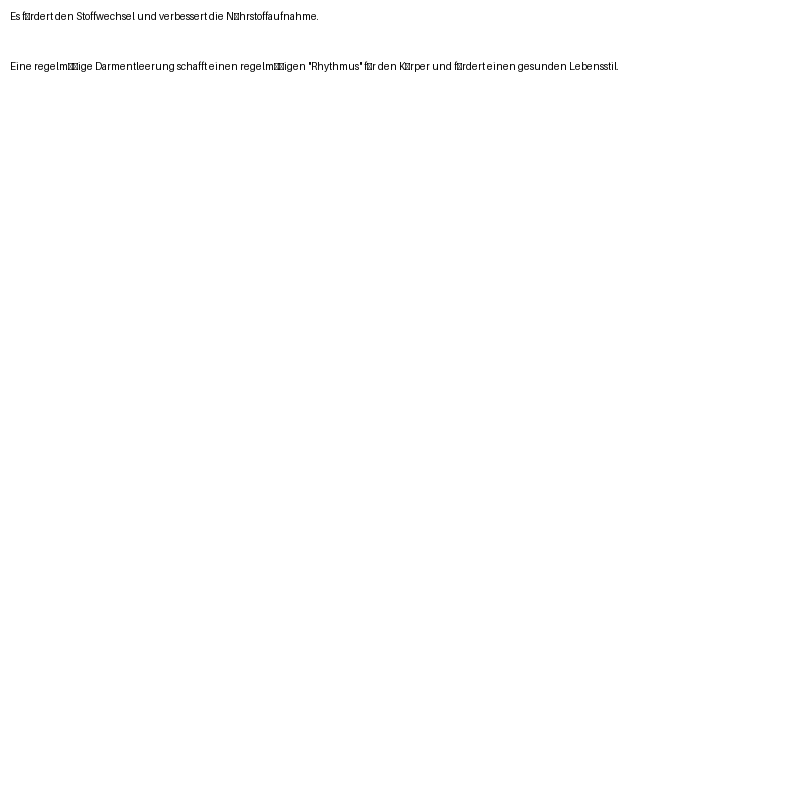 Es f□rdert den Stoffwechsel und verbessert die N□hrstoffaufnahme.
Eine regelm□□ige Darmentleerung schafft einen regelm□□igen "Rhythmus" f□r den K□rper und f□rdert einen gesunden Lebensstil.